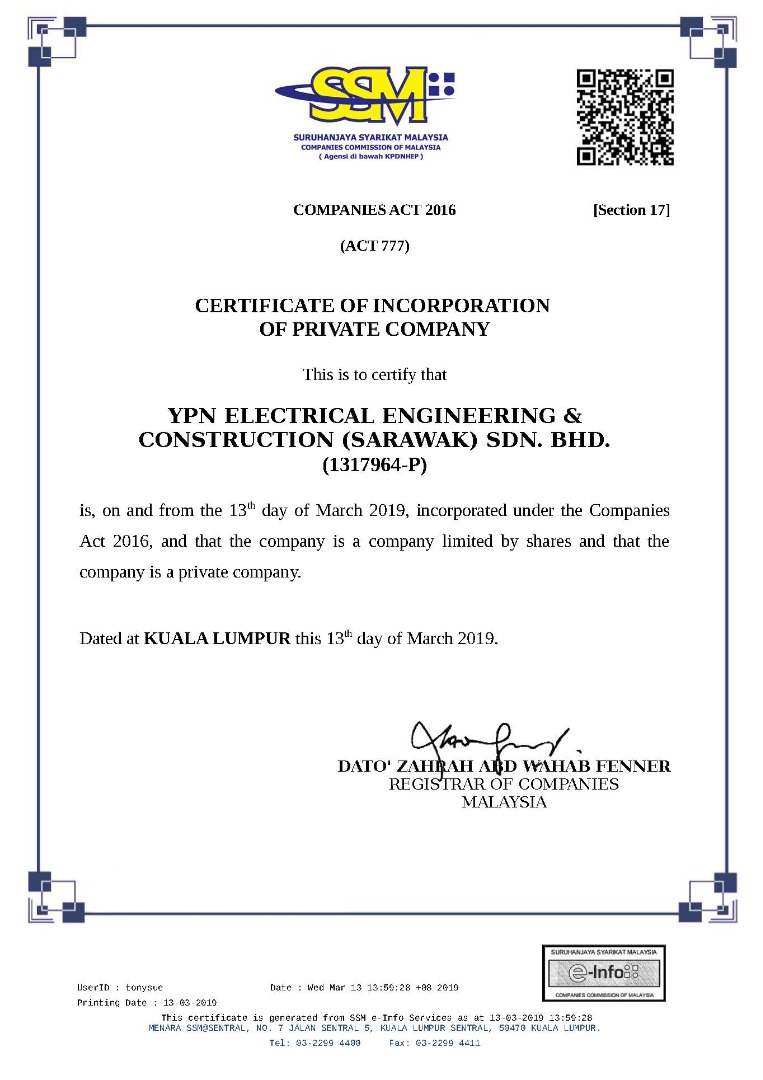 SSM
SURUHANJAYA SYARIKAT MALAYSIA
COMPANIES COMMISSION OF MALAYSIA
( Agensi di bawah KPDNHEP )
COMPANIES ACT 2016 [Section 17]
(ACT 777)
CERTIFICATE OF INCORPORATION
OF PRIVATE COMPANY
This is to certify that
YPN ELECTRICAL ENGINEERING &
CONSTRUCTION (SARAWAK) SDN. BHD.
(1317964-P)
is, on and from the 13th day of March 2019, incorporated under the Companies
Act 2016, and that the company is a company limited by shares and that the
company is a private company.
Dated at KUALA LUMPUR this 13th day of March 2019.
DATO' ZAHRAH ABD WAHAB FENNER
REGISTRAR OF COMPANIES
MALAYSIA
SURUHANJAYA SYARIKAT MALAYSIA
e-Info
COMPANIES COMMISSION OF MALAYSIA
UserID : tonysue Date : Wed Mar 13 13:59:28 +08 2019
Printing Date : 13-03-2019
This certificate is generated from SSM e-Info Services as at 13-03-2019 13:59:28
MENARA SSM@SENTRAL, NO. 7 JALAN SENTRAL 5, KUALA LUMPUR SENTRAL, 50470 KUALA LUMPUR.
Tel: 03-2299 4400 Fax: 03-2299 4411